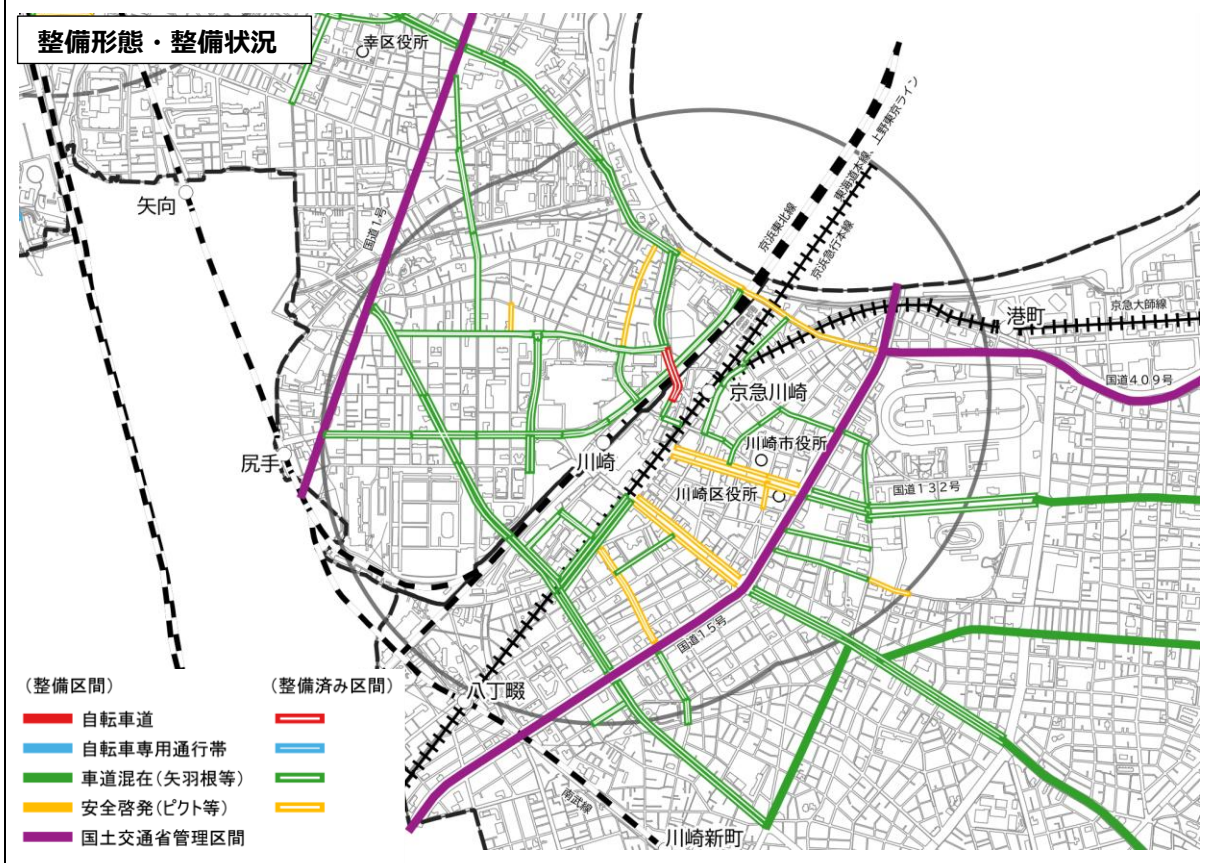 整備形態・整備状況
幸区役所
矢向
国道1号
京浜東北線
東海道本線、上野東京ライン
京浜急行本線
港町
京急大師線
国道409号
京急川崎
川崎市役所
川崎
尻手
川崎区役所
国道132号
国道15号
八丁畷
南武線
川崎新町
(整備区間)
(整備済み区間)
自転車道
自転車専用通行帯
車道混在(矢羽根等)
安全啓発(ピクト等)
国土交通省管理区間